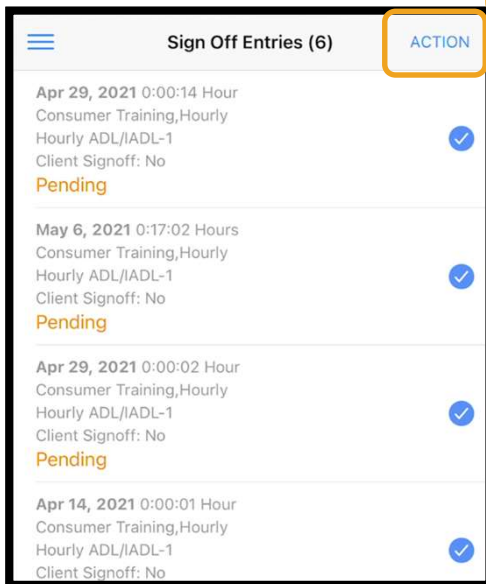 Sign Off Entries (6) ACTION
Apr 29, 2021 0:00:14 Hour
Consumer Training,Hourly
Hourly ADL/IADL-1
Client Signoff: No
Pending
May 6, 2021 0:17:02 Hours
Consumer Training,Hourly
Hourly ADL/IADL-1
Client Signoff: No
Pending
Apr 29, 2021 0:00:02 Hour
Consumer Training,Hourly
Hourly ADL/IADL-1
Client Signoff: No
Pending
Apr 14, 2021 0:00:01 Hour
Consumer Training,Hourly
Hourly ADL/IADL-1
Client Signoff: No